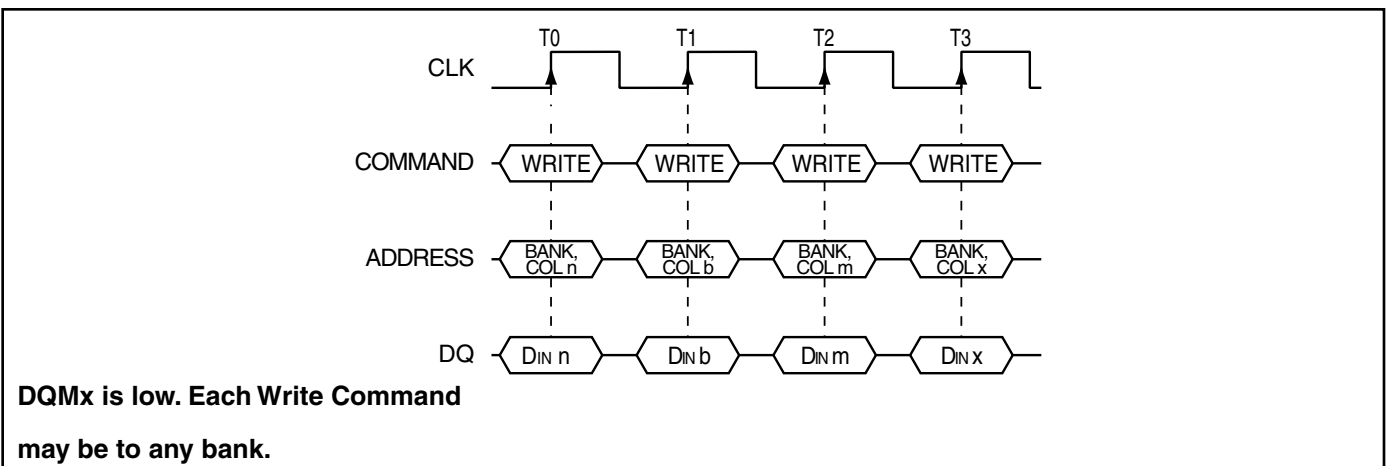 T0 T1 T2 T3
CLK
COMMAND WRITE WRITE WRITE WRITE
BANK, BANK, BANK, BANK,
ADDRESS
COL n COL b COL m COL x
DQ DIN n DIN b DIN m DIN x
DQMx is low. Each Write Command
may be to any bank.